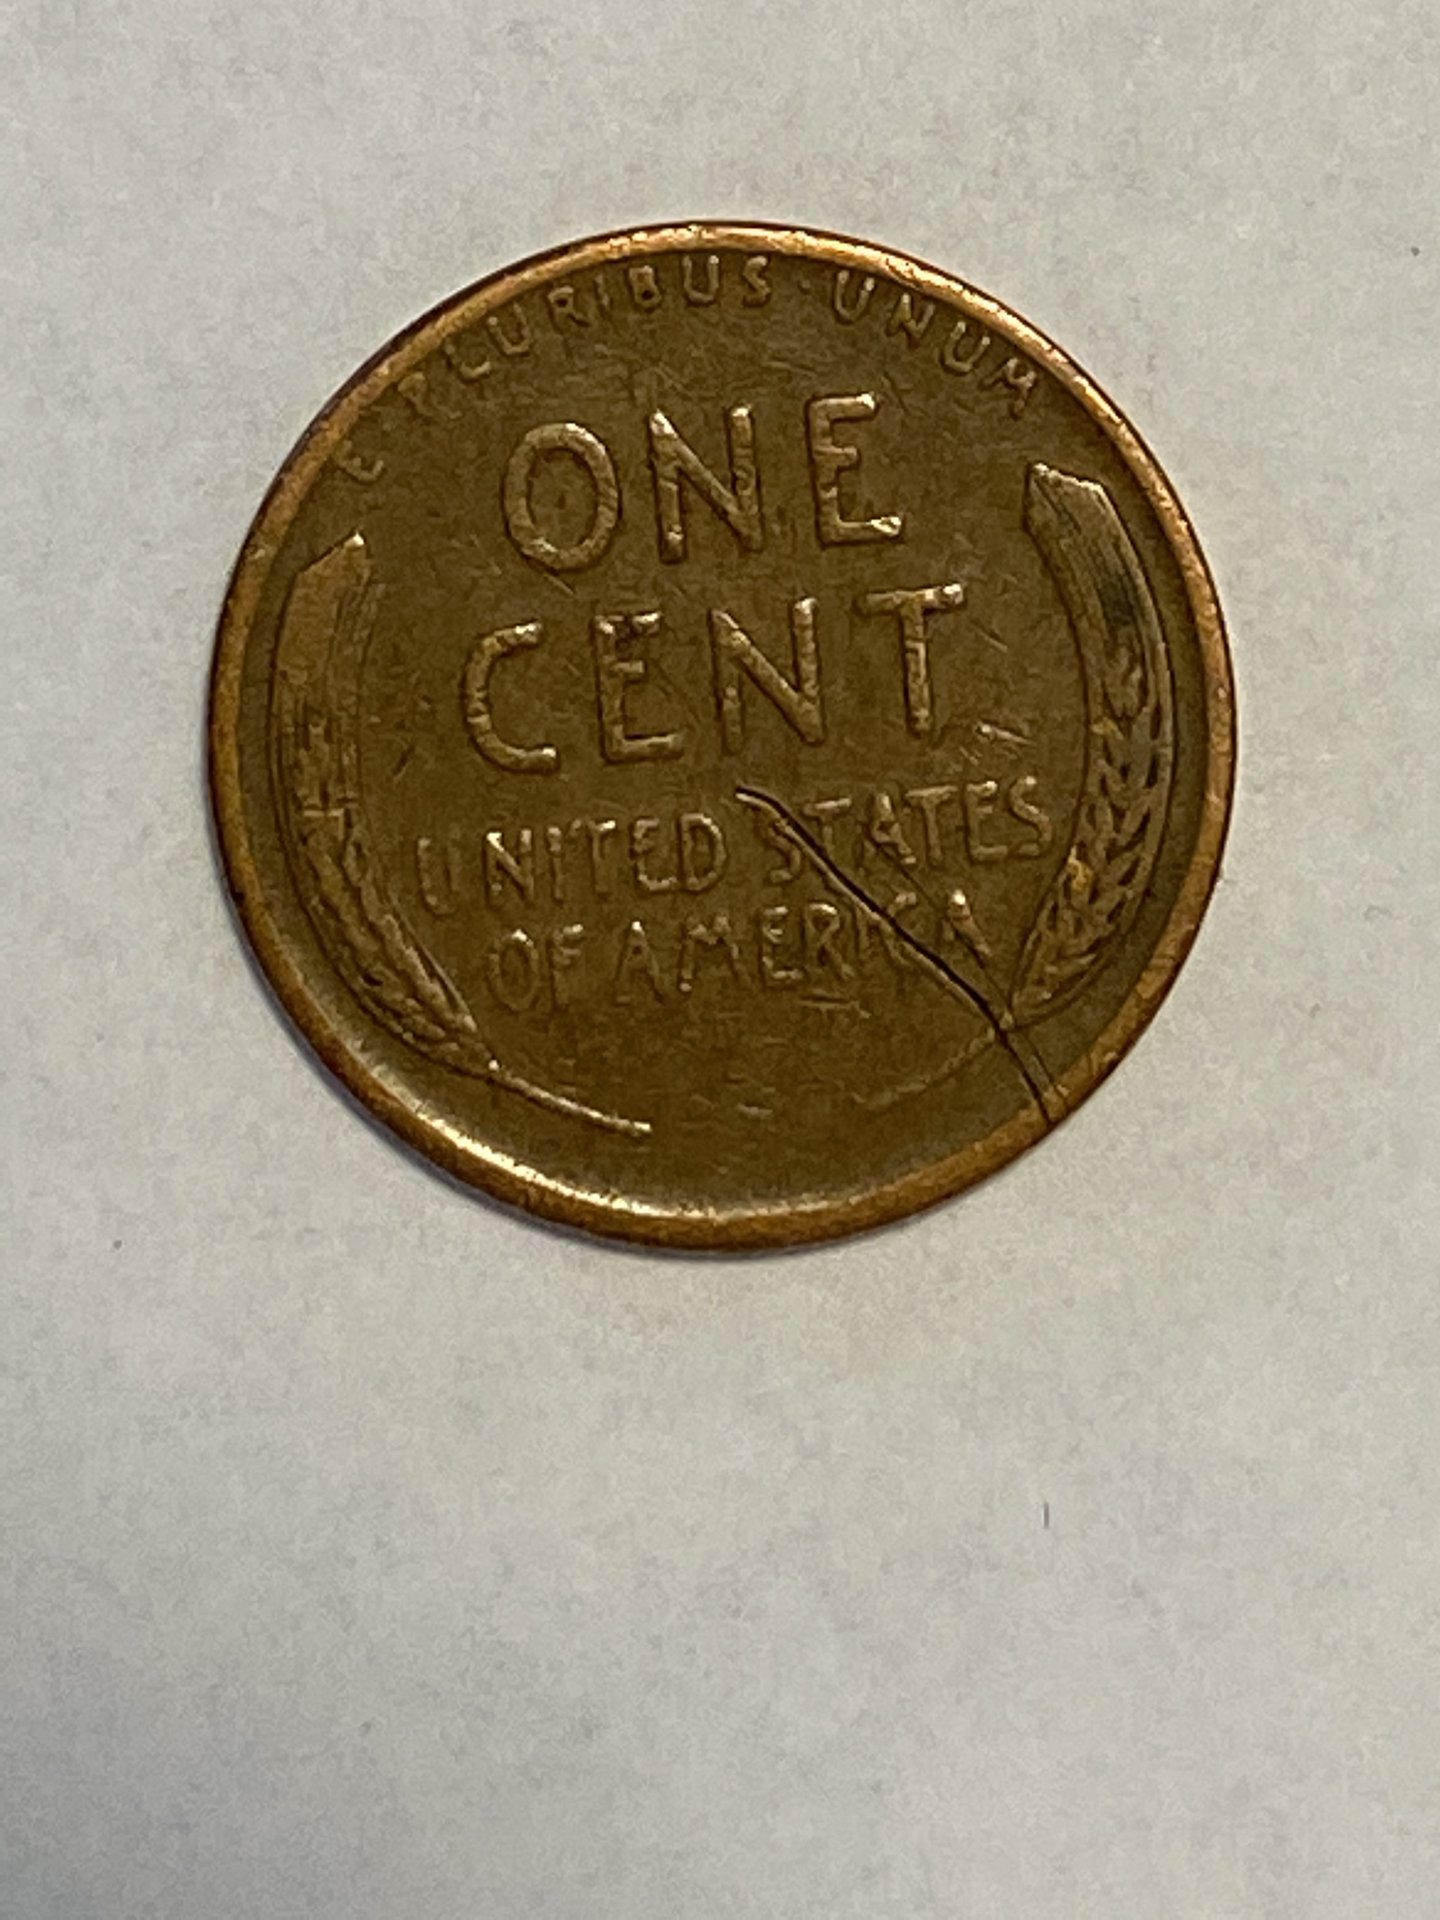 E PLURIBUS · UNUM
ONE
CENT
UNITED STATES
OF AMERICA